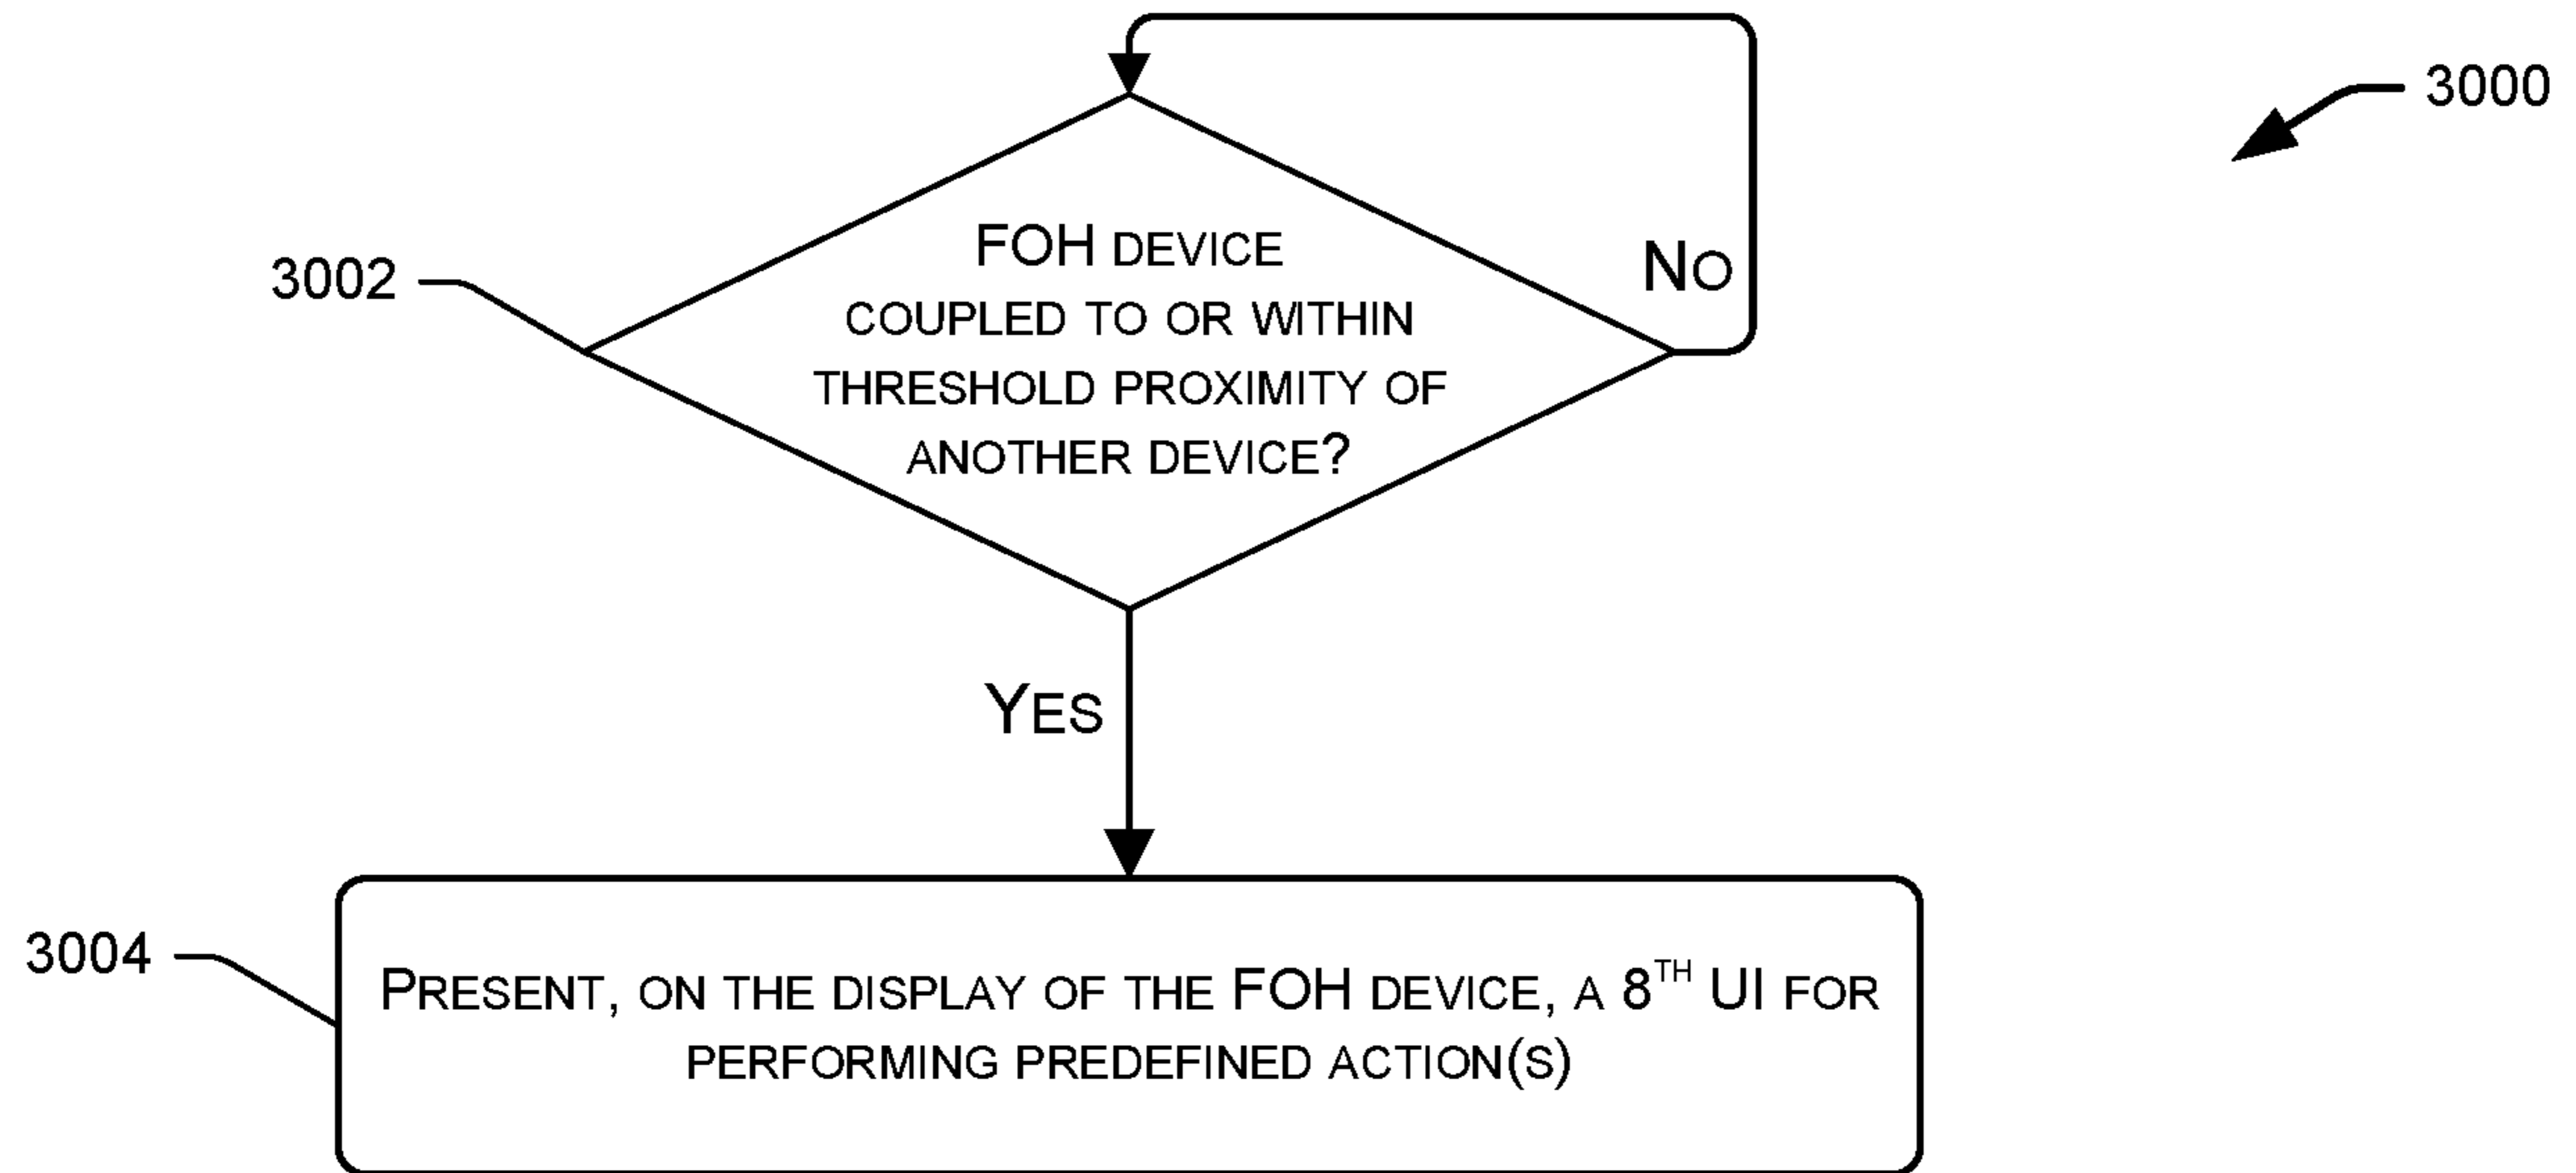 3000
3002
FOH DEVICE
COUPLED TO OR WITHIN
THRESHOLD PROXIMITY OF
ANOTHER DEVICE?
NO
YES
3004
PRESENT, ON THE DISPLAY OF THE FOH DEVICE, A 8TH UI FOR
PERFORMING PREDEFINED ACTION(S)